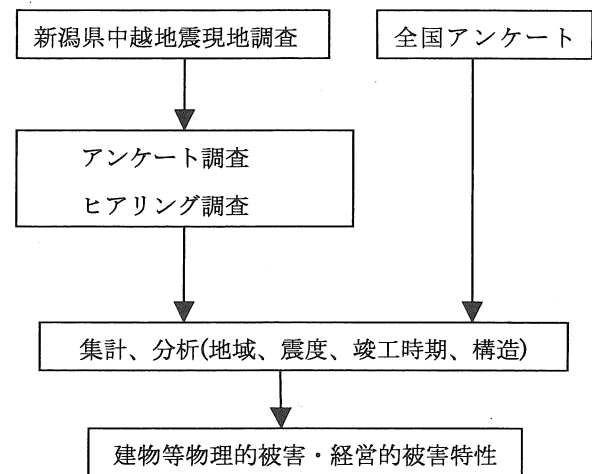 新潟県中越地震現地調査
全国アンケート
アンケート調査
ヒアリング調査
集計、分析(地域、震度、竣工時期、構造)
建物等物理的被害・経営的被害特性